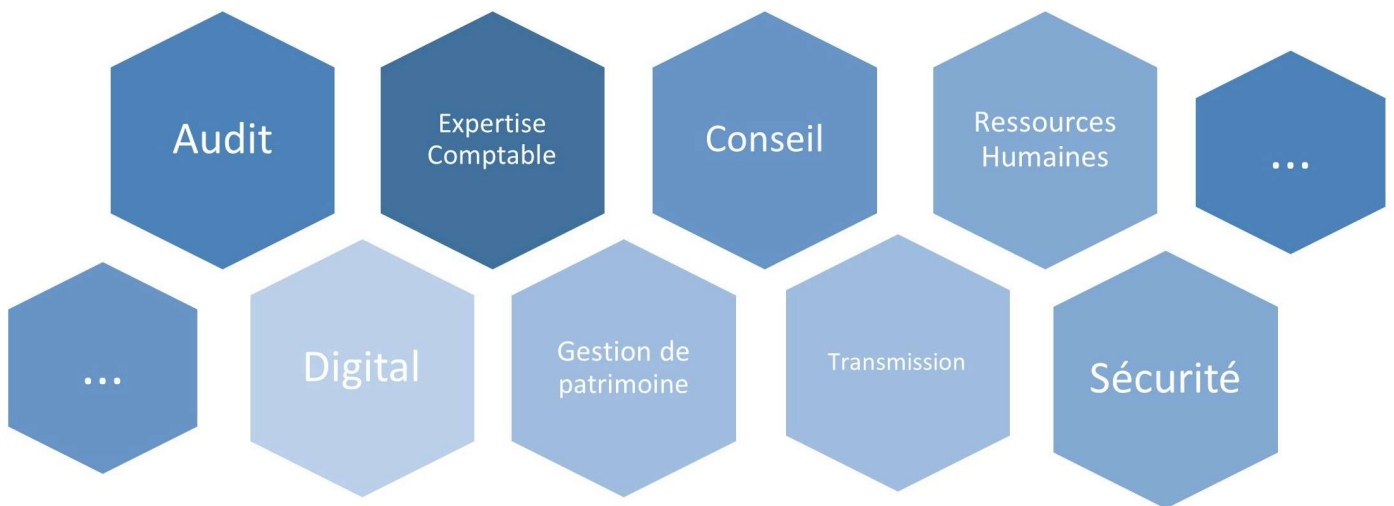 Audit
Expertise
Comptable
Conseil
Ressources
Humaines
...
...
Digital
Gestion de
patrimoine
Transmission
Sécurité